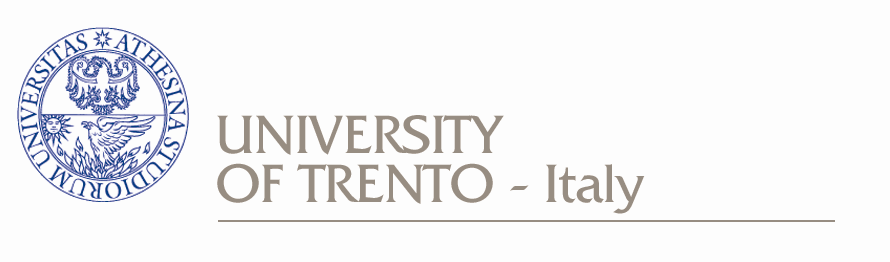 UNIVERSITAS ATHESINA STUDIORUM
UNIVERSITY
OF TRENTO - Italy